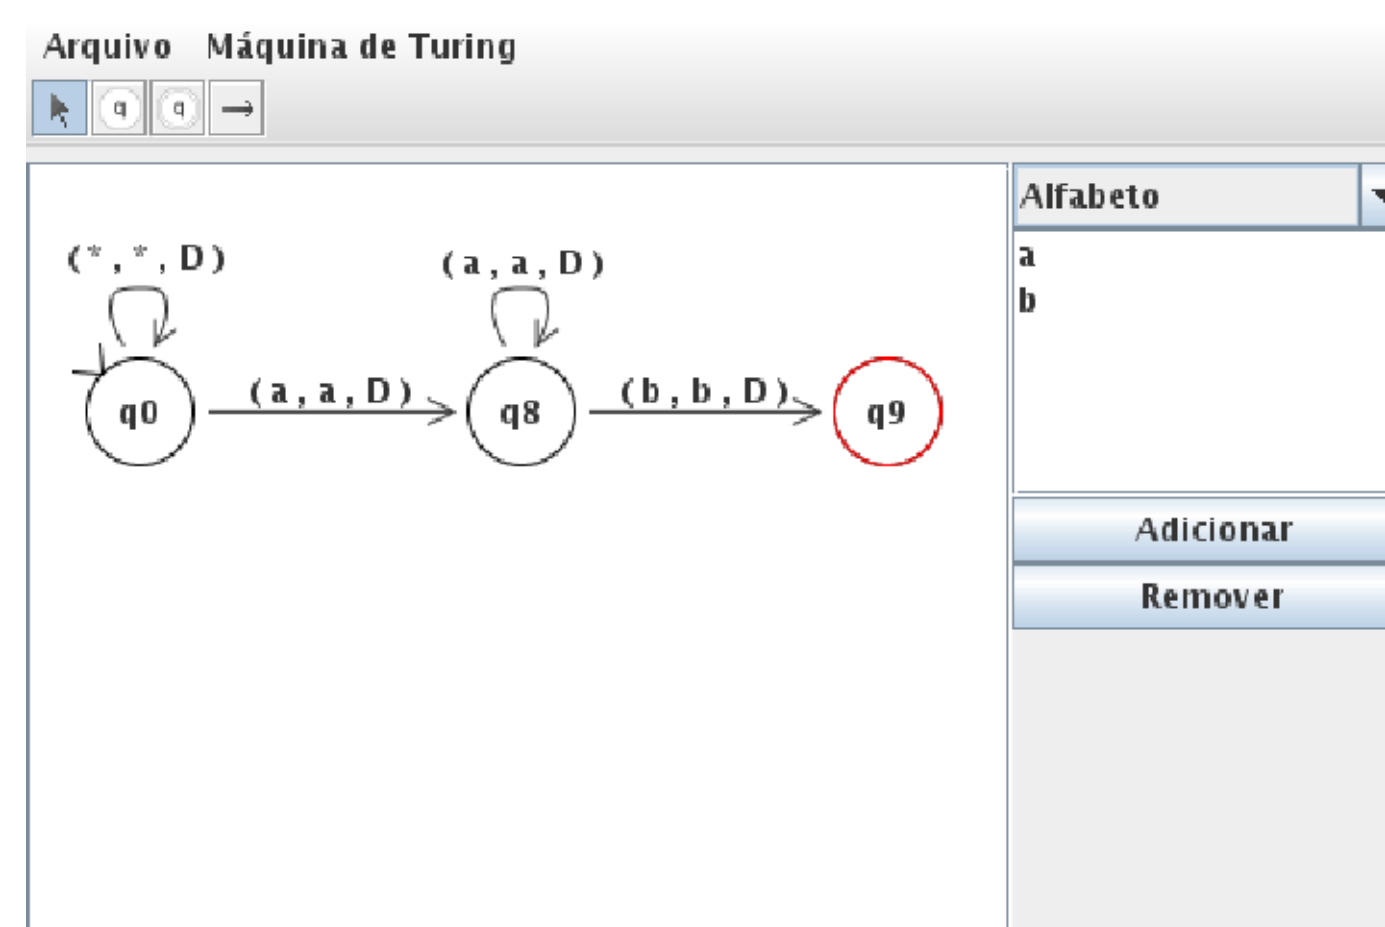 Arquivo Máquina de Turing
q q
Alfabeto
a
b
(*,*,D)
(a,a,D)
(a,a,D)
(b,b,D)
q0
q8
q9
Adicionar
Remover